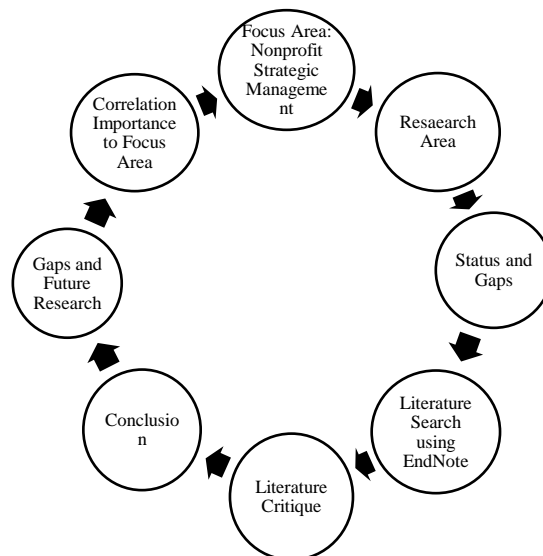 Focus Area:
Nonprofit
Strategic
Manageme
nt
Resaearch
Area
Status and
Gaps
Literature
Search
using
EndNote
Literature
Critique
Conclusio
n
Gaps and
Future
Research
Correlation
Importance
to Focus
Area